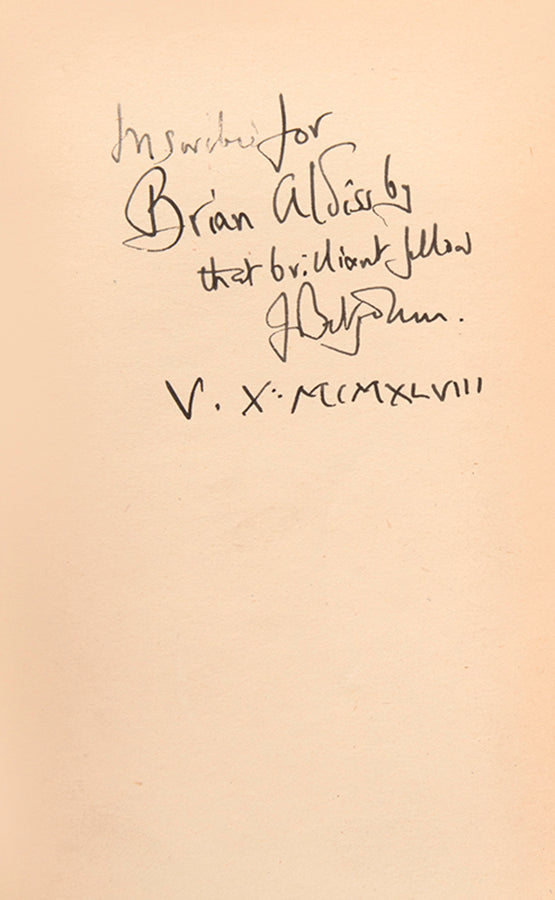 Inscribed for
Brian Aldiss by
that brilliant fellow
J Betjeman.
V. X: MCMXLVIII